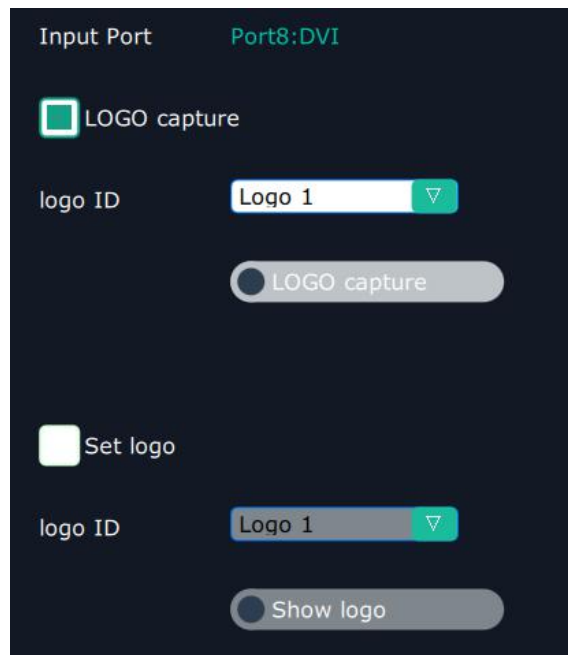 Input Port Port8:DVI
LOGO capture
logo ID Logo 1
LOGO capture
Set logo
logo ID Logo 1
Show logo